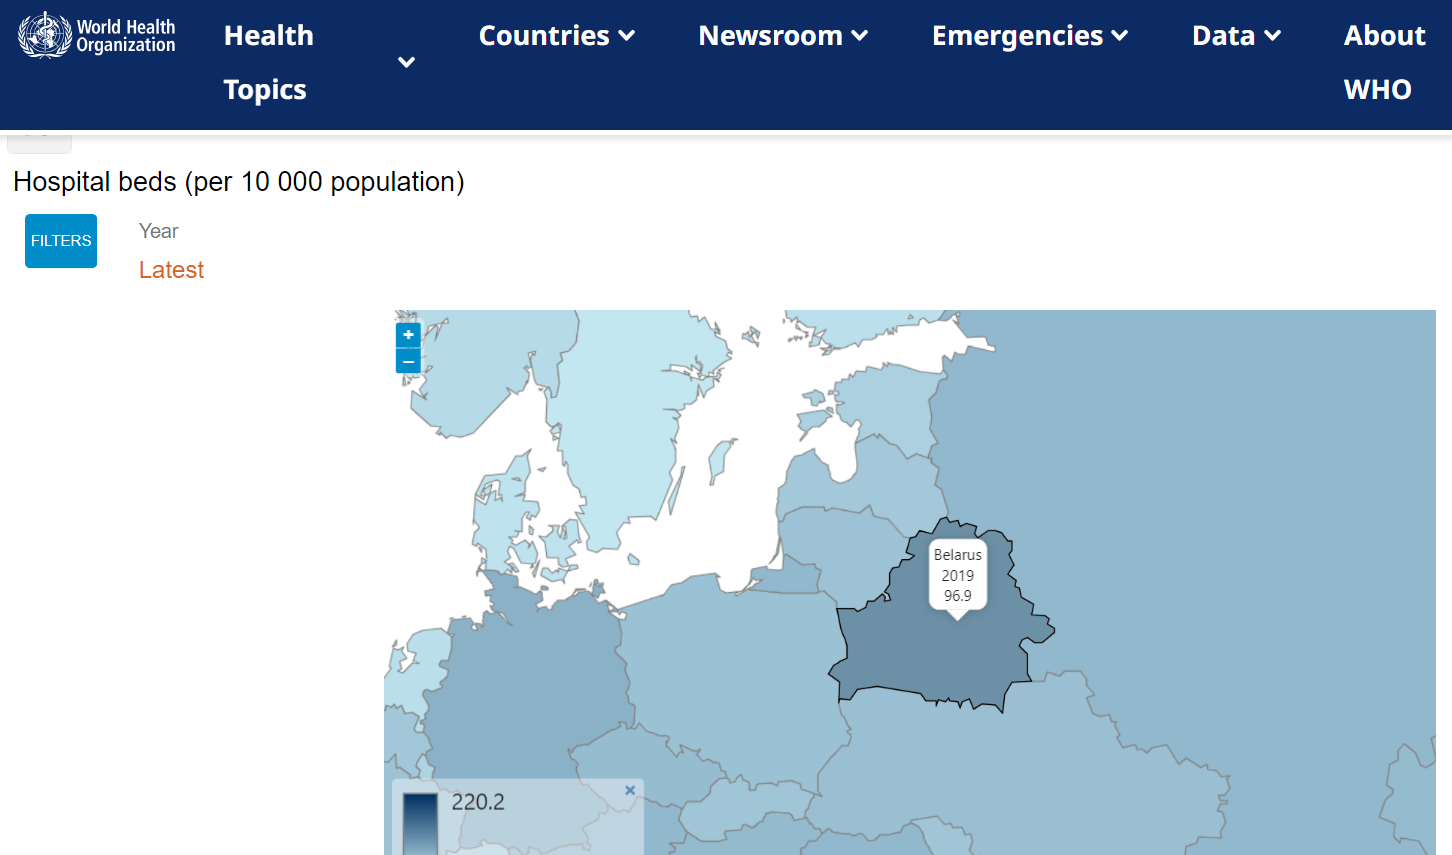 World Health
Organization
Health
Topics
Countries
Newsroom
Emergencies
Data
About
WHO
Hospital beds (per 10 000 population)
FILTERS
Year
Latest
+
−
Belarus
2019
96.9
220.2
×